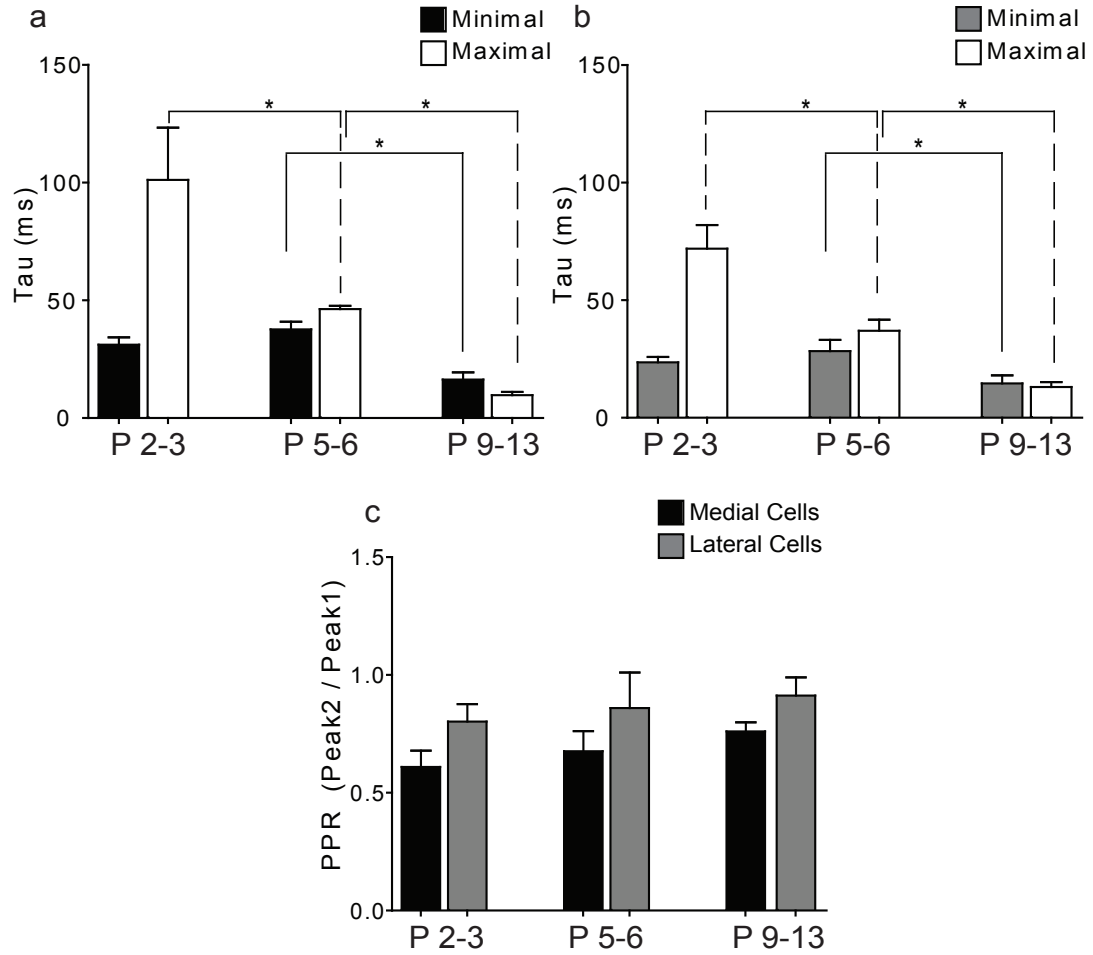 a
Minimal
Maximal
Tau (ms)
150
100
50
0
*
*
*
P 2-3
P 5-6
P 9-13
b
Minimal
Maximal
Tau (ms)
150
100
50
0
*
*
*
P 2-3
P 5-6
P 9-13
c
Medial Cells
Lateral Cells
PPR (Peak2 / Peak1)
1.5
1.0
0.5
0.0
P 2-3
P 5-6
P 9-13